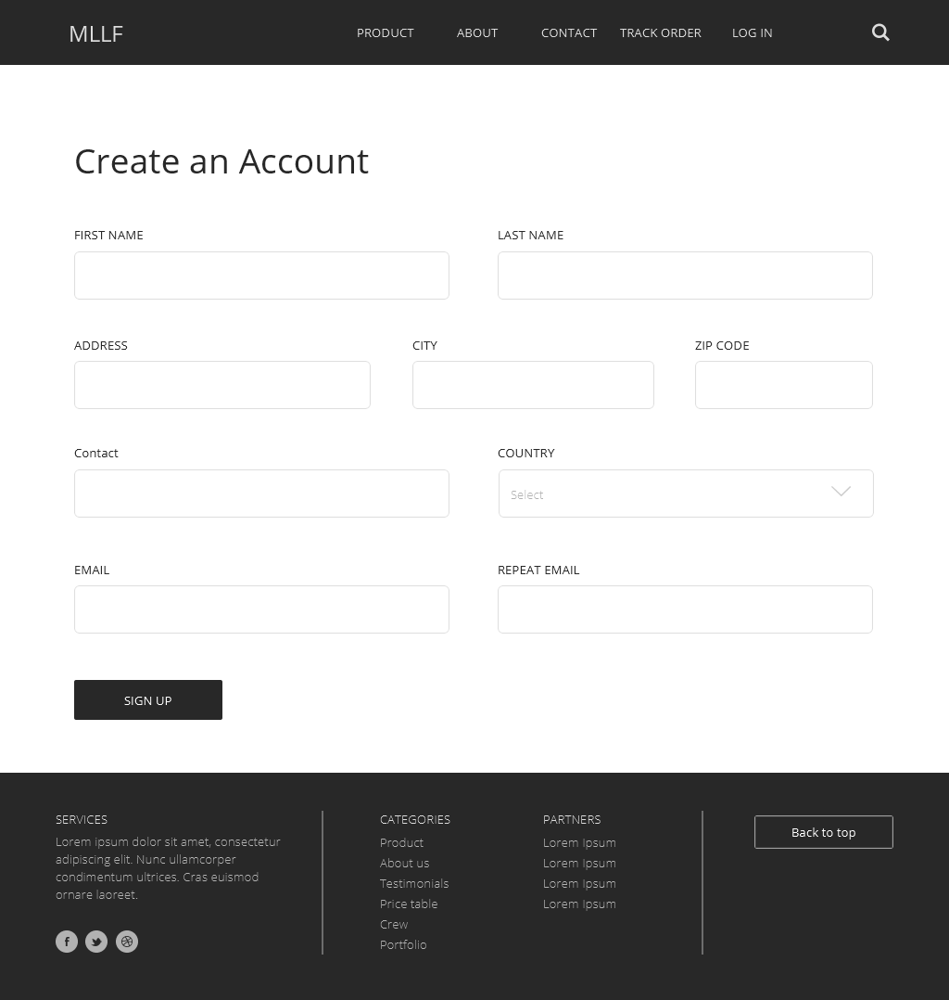 MLLF
PRODUCT
ABOUT
CONTACT
TRACK ORDER
LOG IN
Create an Account
FIRST NAME
LAST NAME
ADDRESS
CITY
ZIP CODE
Contact
COUNTRY
Select
EMAIL
REPEAT EMAIL
SIGN UP
SERVICES
Lorem ipsum dolor sit amet, consectetur
adipiscing elit. Nunc ullamcorper
condimentum ultrices. Cras euismod
ornare laoreet.
CATEGORIES
Product
About us
Testimonials
Price table
Crew
Portfolio
PARTNERS
Lorem Ipsum
Lorem Ipsum
Lorem Ipsum
Lorem Ipsum
Back to top